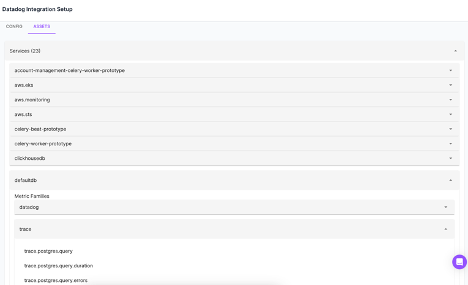 Datadog Integration Setup
CONFIG ASSETS
Services (23)
account-management-celery-worker-prototype
aws.eks
aws.monitoring
aws.sts
celery-beat-prototype
celery-worker-prototype
clickhousedb
defaultdb
Metric Families
datadog
trace
trace.postgres.query
trace.postgres.query.duration
trace.postgres.query.errors